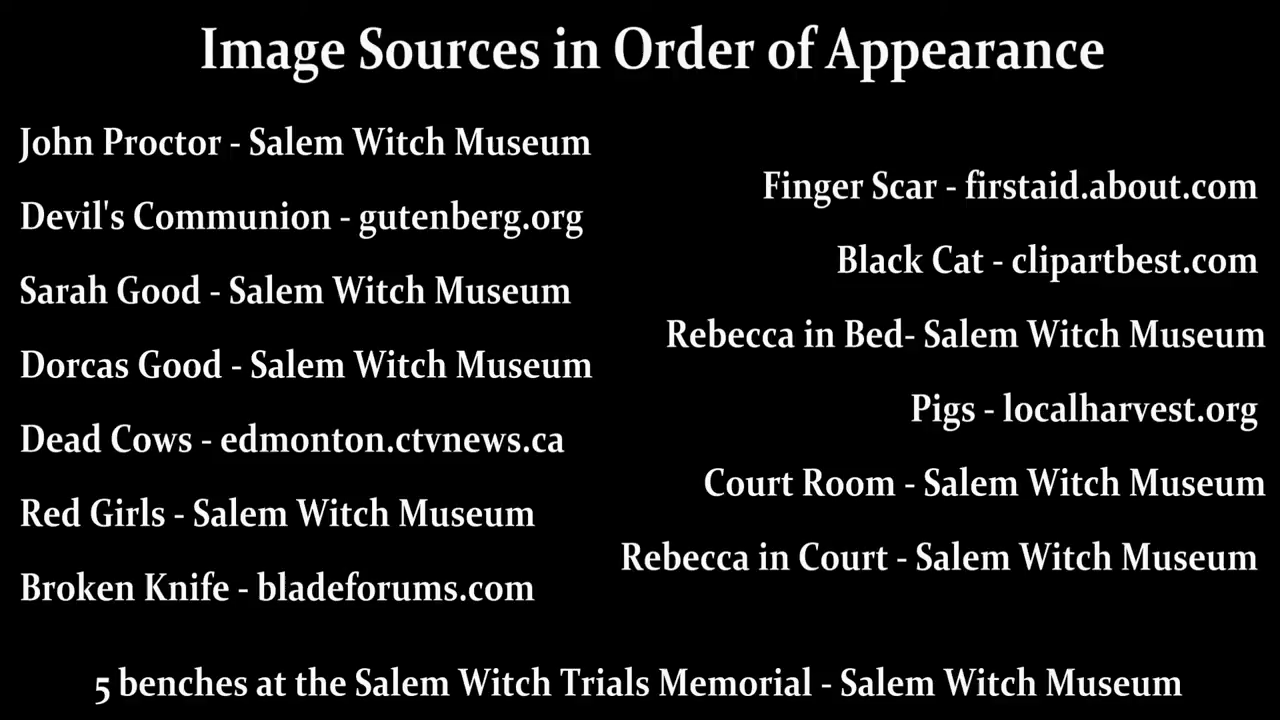 Image Sources in Order of Appearance
John Proctor - Salem Witch Museum
Devil's Communion - gutenberg.org
Sarah Good - Salem Witch Museum
Dorcas Good - Salem Witch Museum
Dead Cows - edmonton.ctvnews.ca
Red Girls - Salem Witch Museum
Broken Knife - bladeforums.com
Finger Scar - firstaid.about.com
Black Cat - clipartbest.com
Rebecca in Bed- Salem Witch Museum
Pigs - localharvest.org
Court Room - Salem Witch Museum
Rebecca in Court - Salem Witch Museum
5 benches at the Salem Witch Trials Memorial - Salem Witch Museum